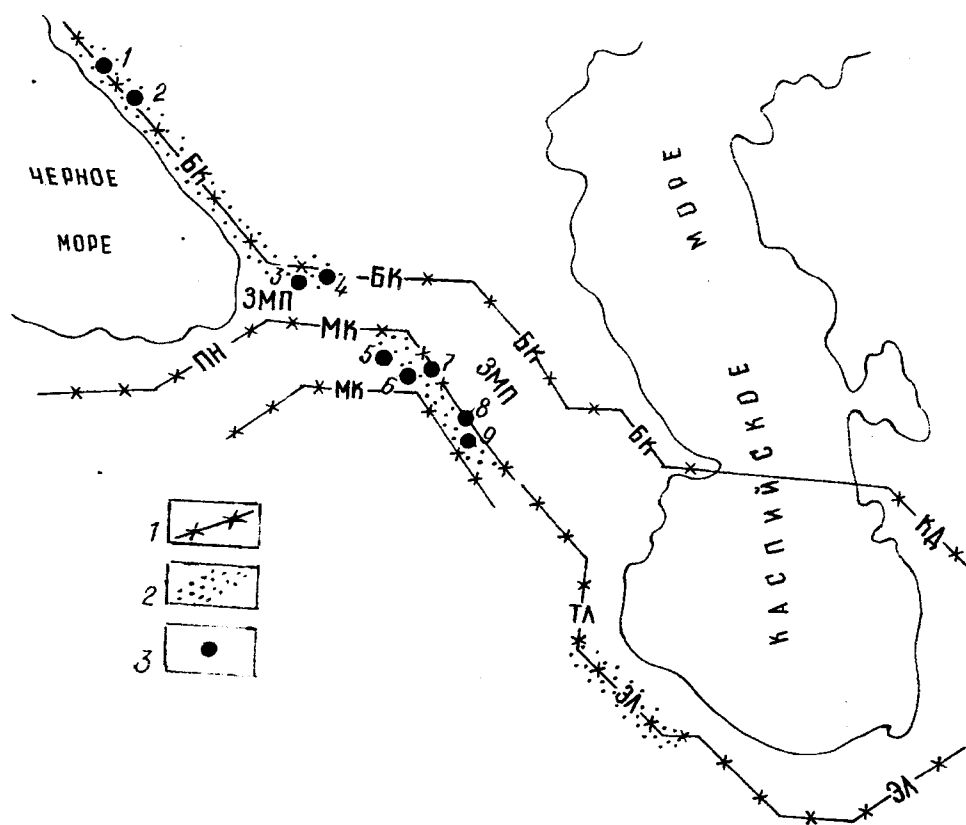 1
2
БК
ЧЕРНОЕ
МОРЕ
МОРЕ
3
4
БК
ЗМП
МК
ПН
5
6
7
ЗМП
БК
МК
8
9
БК
КАСПИЙСКОЕ
КД
1
2
3
ТЛ
ЭЛ
ЭЛ